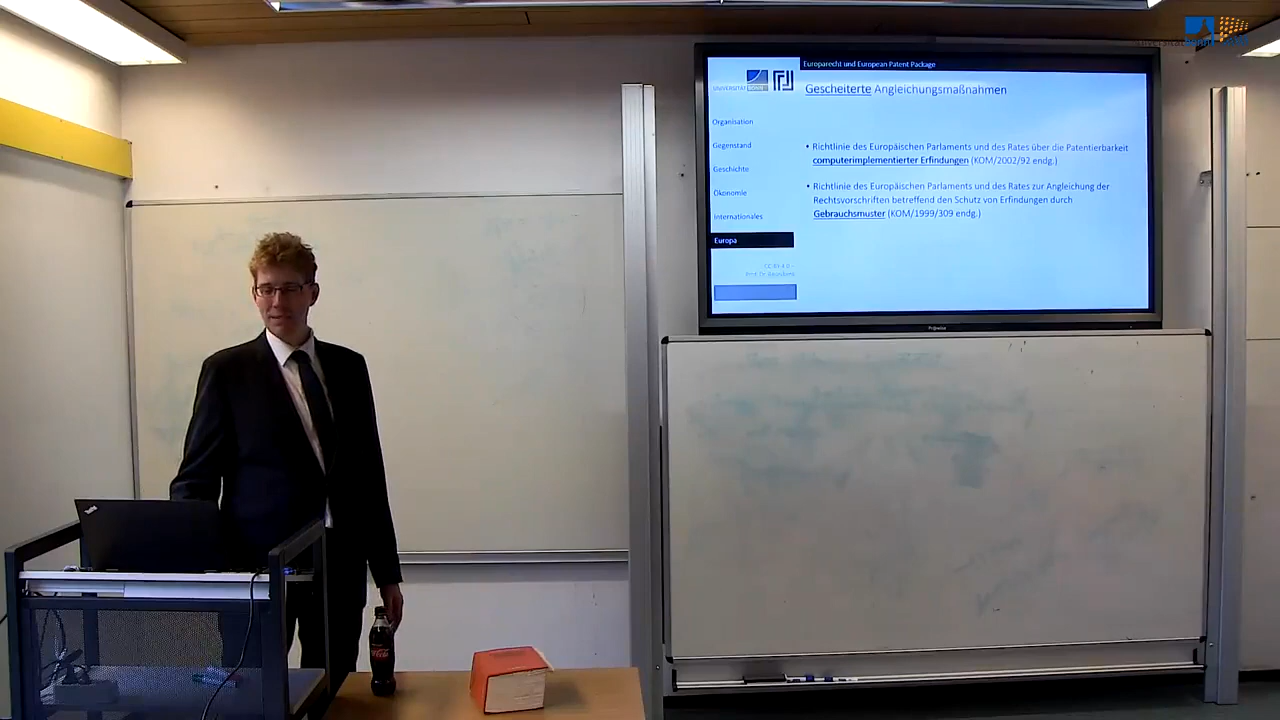 Europarecht und European Patent Package
UNIVERSITÄT BONN
Gescheiterte Angleichungsmaßnahmen
Organisation
Gegenstand
Geschichte
Ökonomie
Internationales
Europa
• Richtlinie des Europäischen Parlaments und des Rates über die Patentierbarkeit
computerimplementierter Erfindungen (KOM/2002/92 endg.)
• Richtlinie des Europäischen Parlaments und des Rates zur Angleichung der
Rechtsvorschriften betreffend den Schutz von Erfindungen durch
Gebrauchsmuster (KOM/1999/309 endg.)